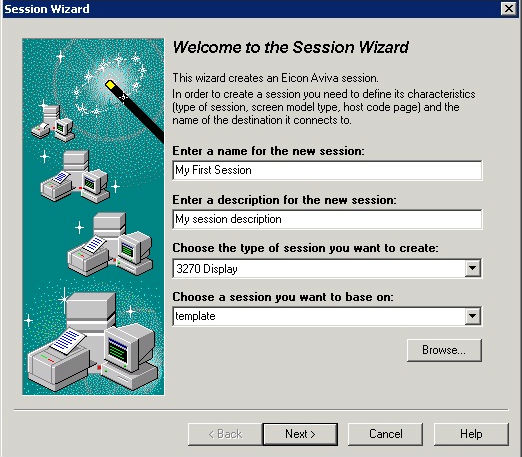 Session Wizard
Welcome to the Session Wizard
This wizard creates an Eicon Aviva session.
In order to create a session you need to define its characteristics
(type of session, screen model type, host code page) and the
name of the destination it connects to.
Enter a name for the new session:
My First Session
Enter a description for the new session:
My session description
Choose the type of session you want to create:
3270 Display
Choose a session you want to base on:
template
Browse...
< Back
Next >
Cancel
Help